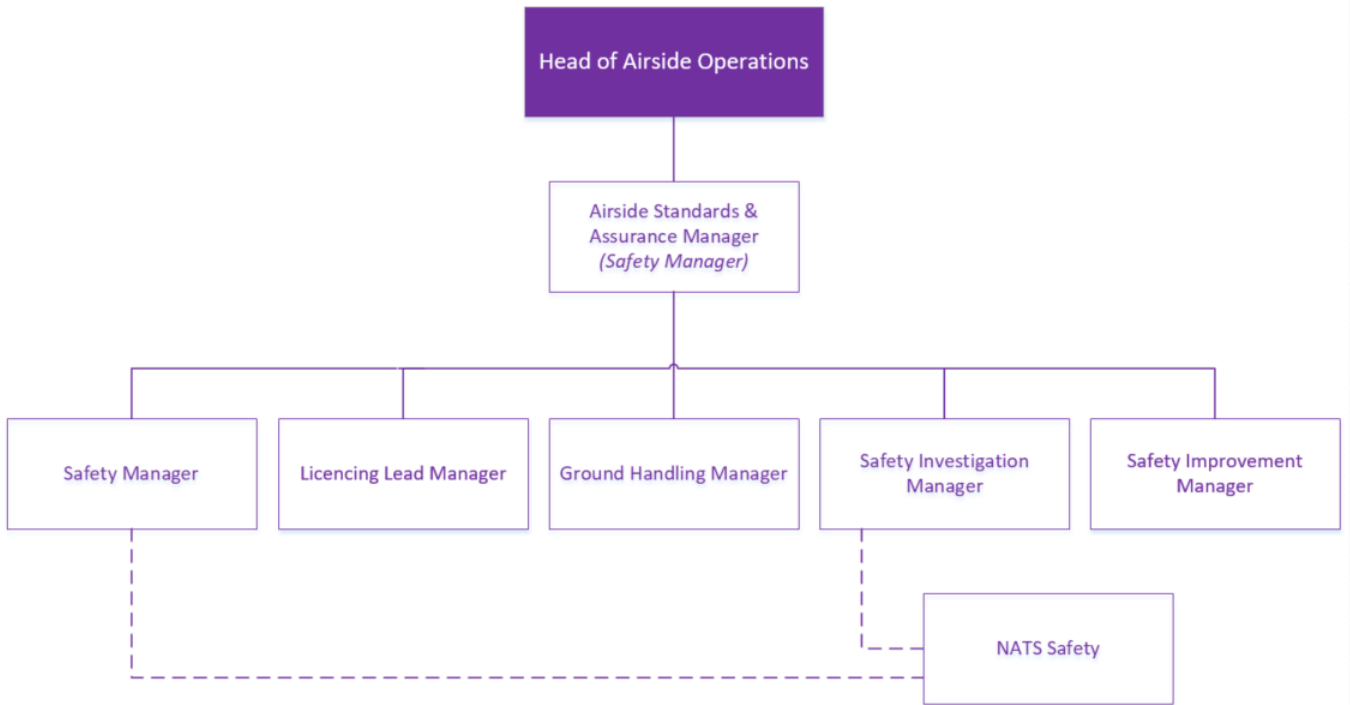 Head of Airside Operations
Airside Standards &
Assurance Manager
(Safety Manager)
Safety Manager
Licencing Lead Manager
Ground Handling Manager
Safety Investigation
Manager
Safety Improvement
Manager
NATS Safety